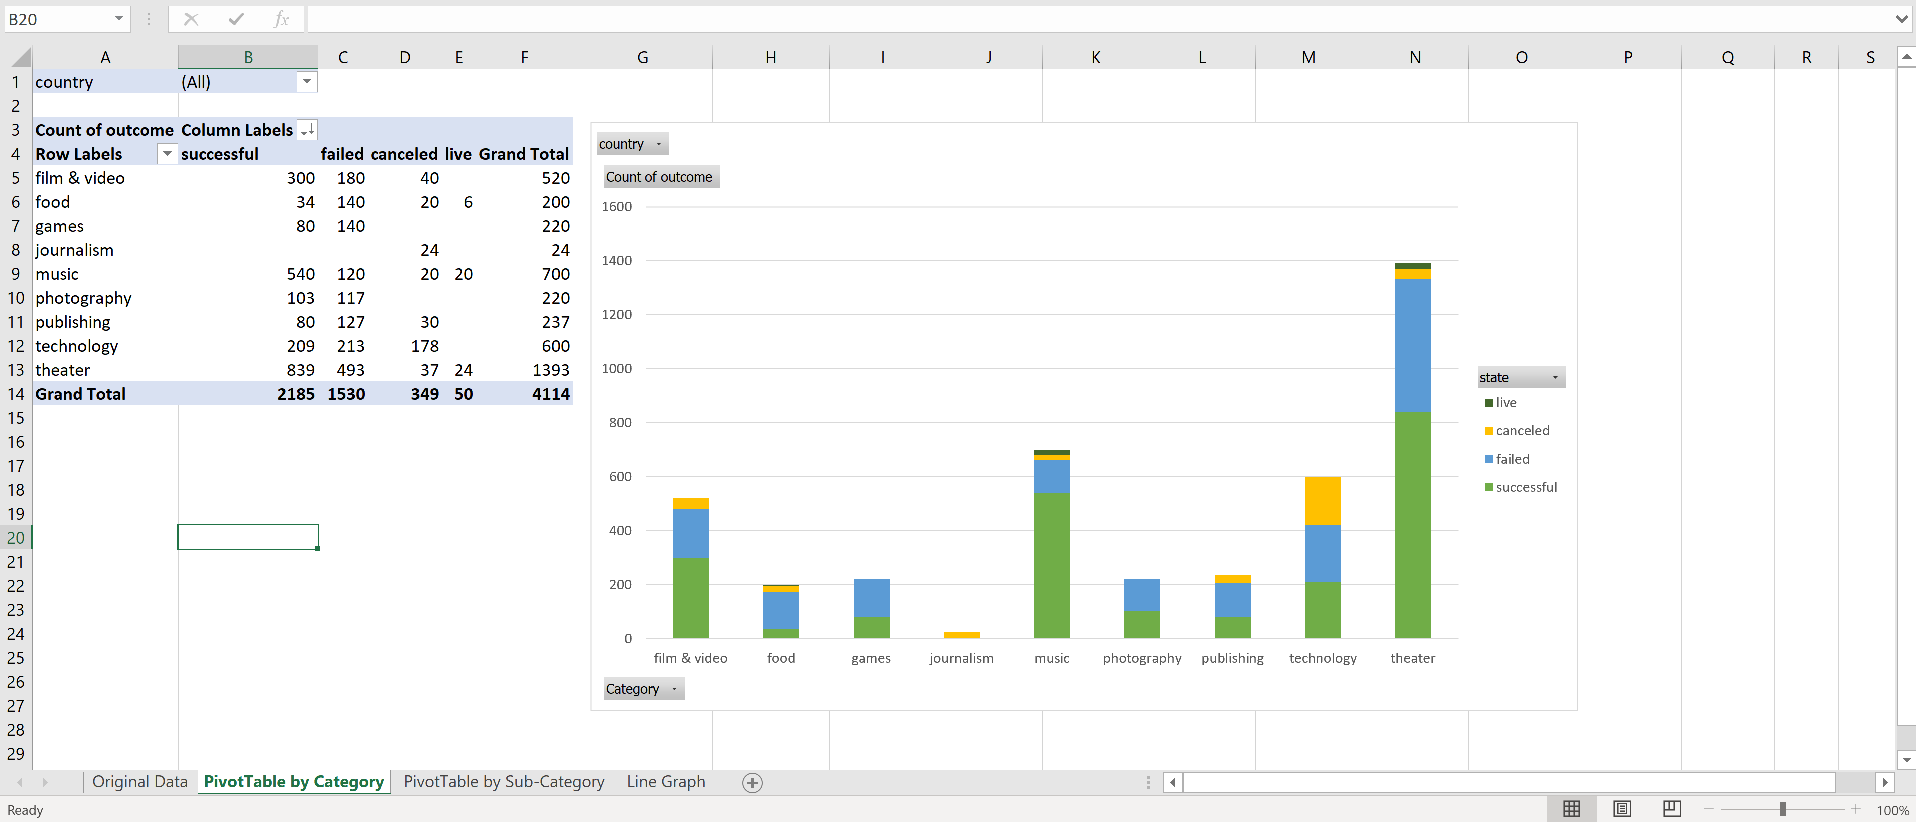 B20
fx
A B C D E F G H I J K L M N O P Q R S
1 country (All)
2
3 Count of outcome Column Labels
4 Row Labels successful failed canceled live Grand Total
5 film & video 300 180 40 520
6 food 34 140 20 6 200
7 games 80 140 220
8 journalism 24 24
9 music 540 120 20 20 700
10 photography 103 117 220
11 publishing 80 127 30 237
12 technology 209 213 178 600
13 theater 839 493 37 24 1393
14 Grand Total 2185 1530 349 50 4114
15
16
17
18
19
20
21
22
23
24
25
26
27
28
29
country
Count of outcome
1600
1400
1200
1000
800
600
400
200
0
film & video food games journalism music photography publishing technology theater
Category
state
live
canceled
failed
successful
Original Data PivotTable by Category PivotTable by Sub-Category Line Graph
Ready 100%